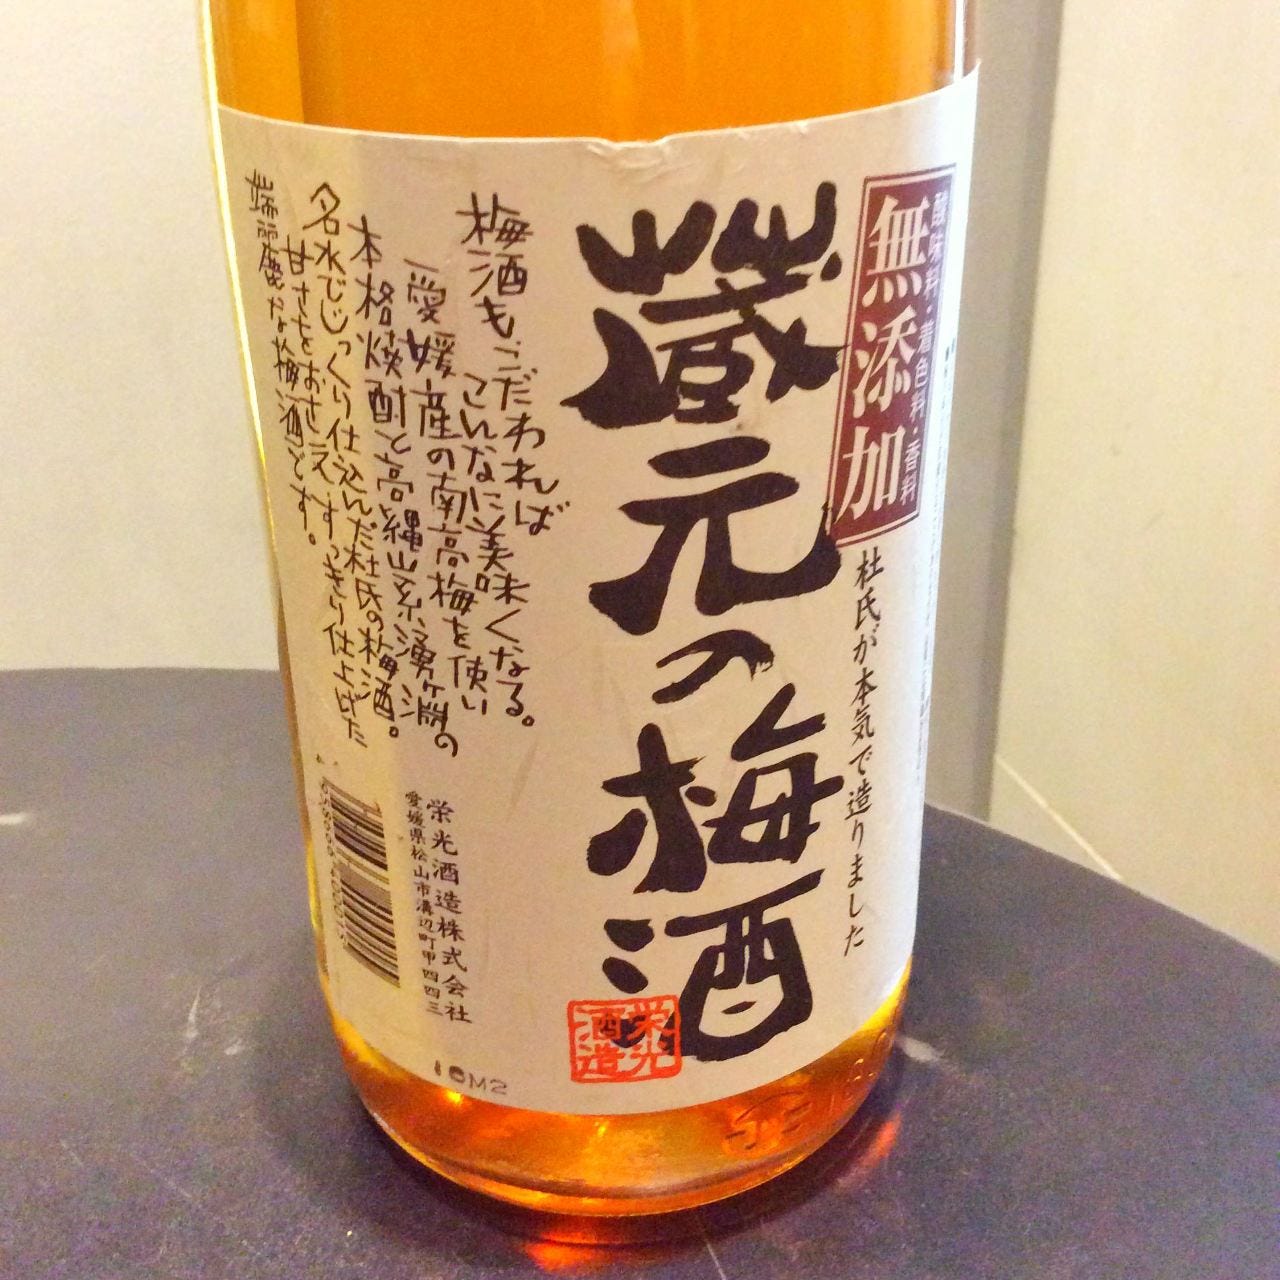 酸味料・着色料・香料
無添加
杜氏が本気で造りました
蔵元の梅酒
栄光
酒造
梅酒もこだわれば
こんなに美味くなる。
愛媛産の南高梅を使い
本格焼酎と高縄山系湧ヶ淵の
名水でじっくり仕込んだ杜氏の梅酒。
甘さをおさえすっきり仕上げた
端麗な梅酒です。
栄光酒造株式会社
愛媛県松山市溝辺町甲四四三